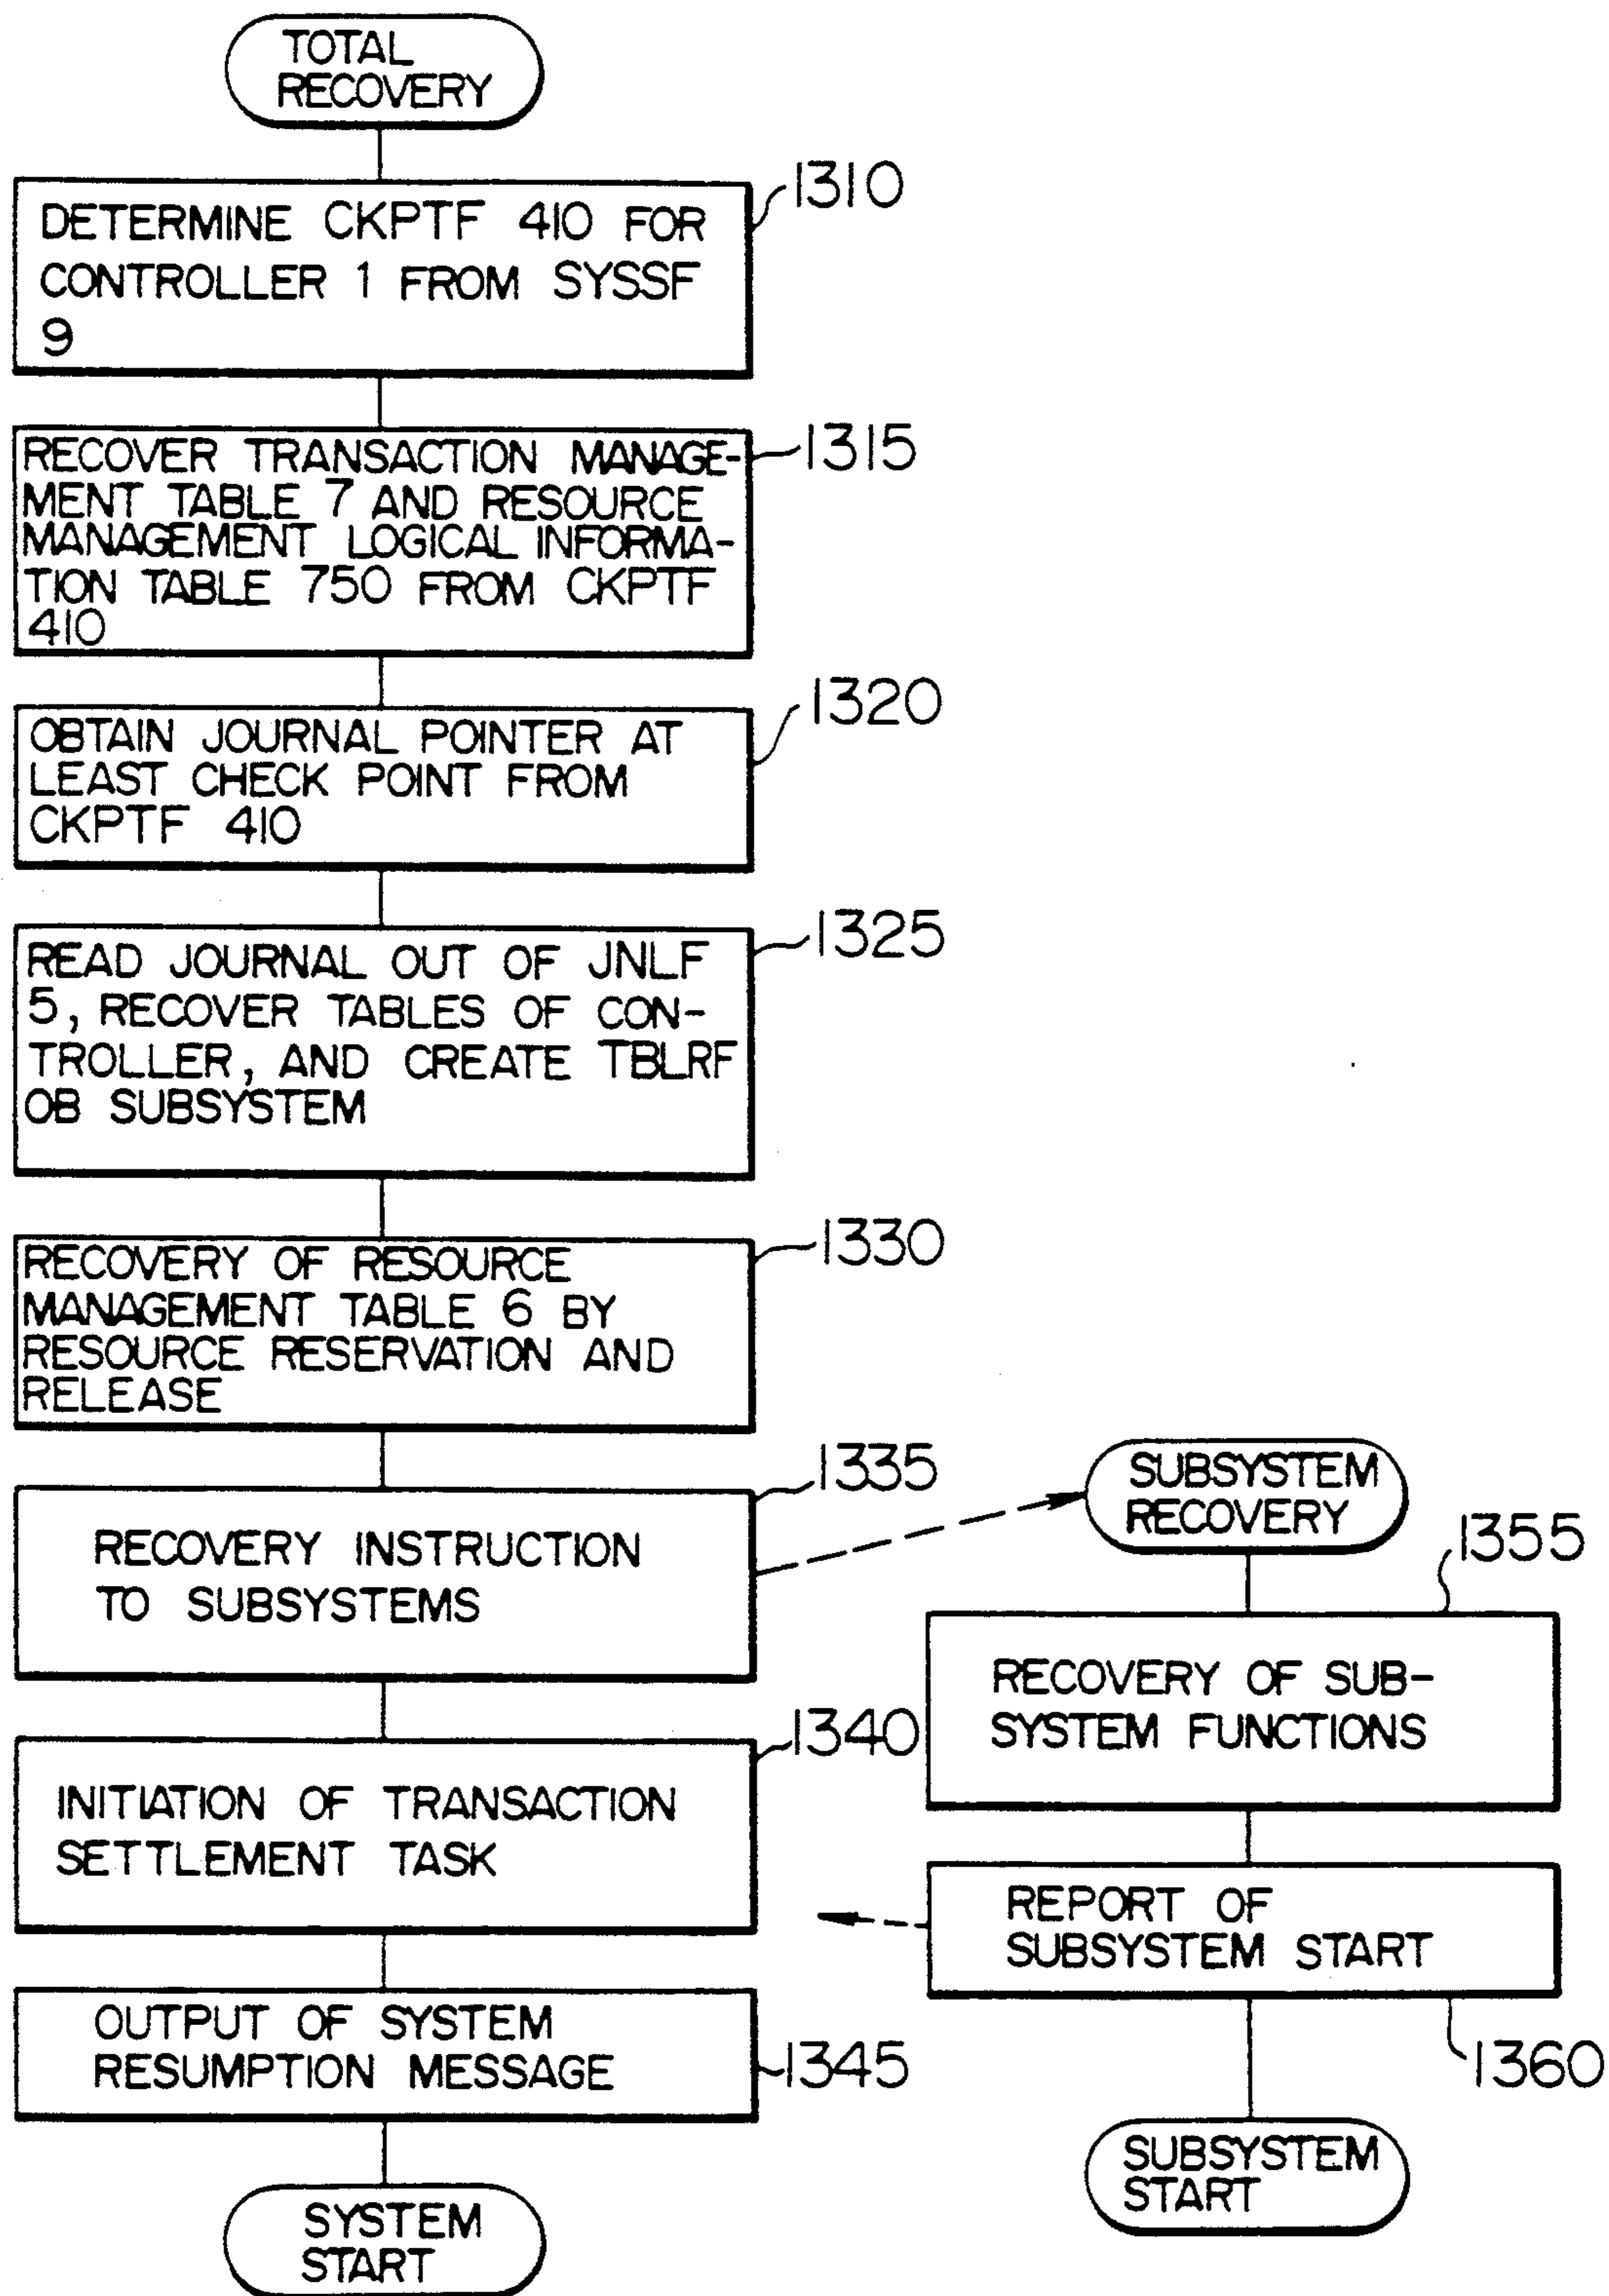 TOTAL
RECOVERY
1310
DETERMINE CKPTF 410 FOR
CONTROLLER 1 FROM SYSSF
9
1315
RECOVER TRANSACTION MANAGE-
MENT TABLE 7 AND RESOURCE
MANAGEMENT LOGICAL INFORMA-
TION TABLE 750 FROM CKPTF
410
1320
OBTAIN JOURNAL POINTER AT
LEAST CHECK POINT FROM
CKPTF 410
1325
READ JOURNAL OUT OF JNLF
5, RECOVER TABLES OF CON-
TROLLER, AND CREATE TBLRF
OB SUBSYSTEM
1330
RECOVERY OF RESOURCE
MANAGEMENT TABLE 6 BY
RESOURCE RESERVATION AND
RELEASE
1335
RECOVERY INSTRUCTION
TO SUBSYSTEMS
1340
INITIATION OF TRANSACTION
SETTLEMENT TASK
OUTPUT OF SYSTEM
RESUMPTION MESSAGE
1345
SYSTEM
START
SUBSYSTEM
RECOVERY
1355
RECOVERY OF SUB-
SYSTEM FUNCTIONS
REPORT OF
SUBSYSTEM START
1360
SUBSYSTEM
START